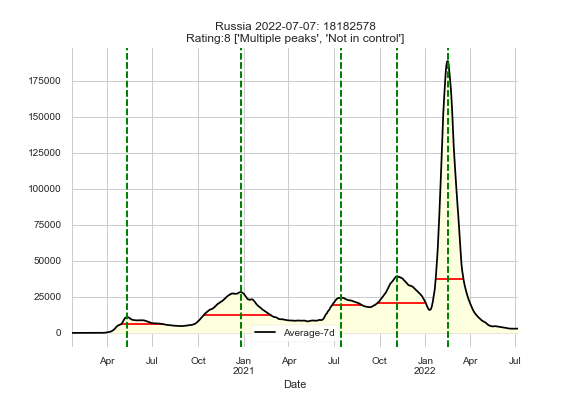 Russia 2022-07-07: 18182578
Rating:8 ['Multiple peaks', 'Not in control']
175000
150000
125000
100000
75000
50000
25000
0
Average-7d
Apr Jul Oct Jan Apr Jul Oct Jan Apr Jul
2021 2022
Date